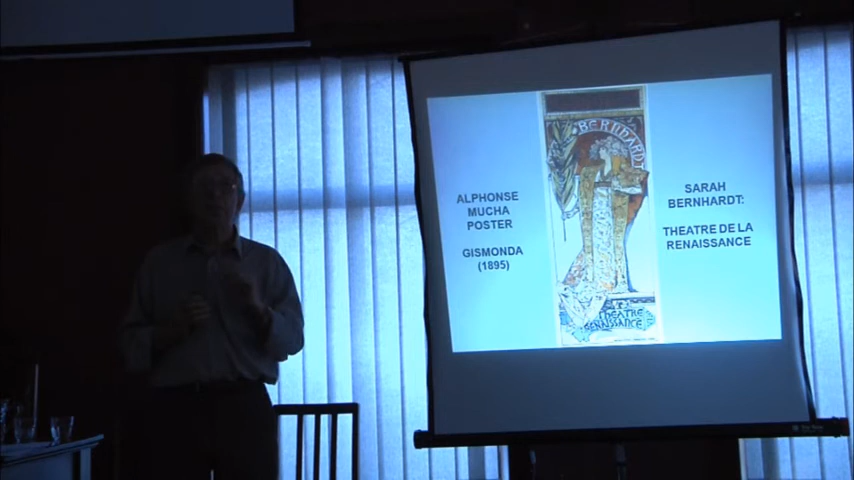 ALPHONSE
MUCHA
POSTER
GISMONDA
(1895)
BERNHARDT
THEATRE
RENAISSANCE
SARAH
BERNHARDT:
THEATRE DE LA
RENAISSANCE